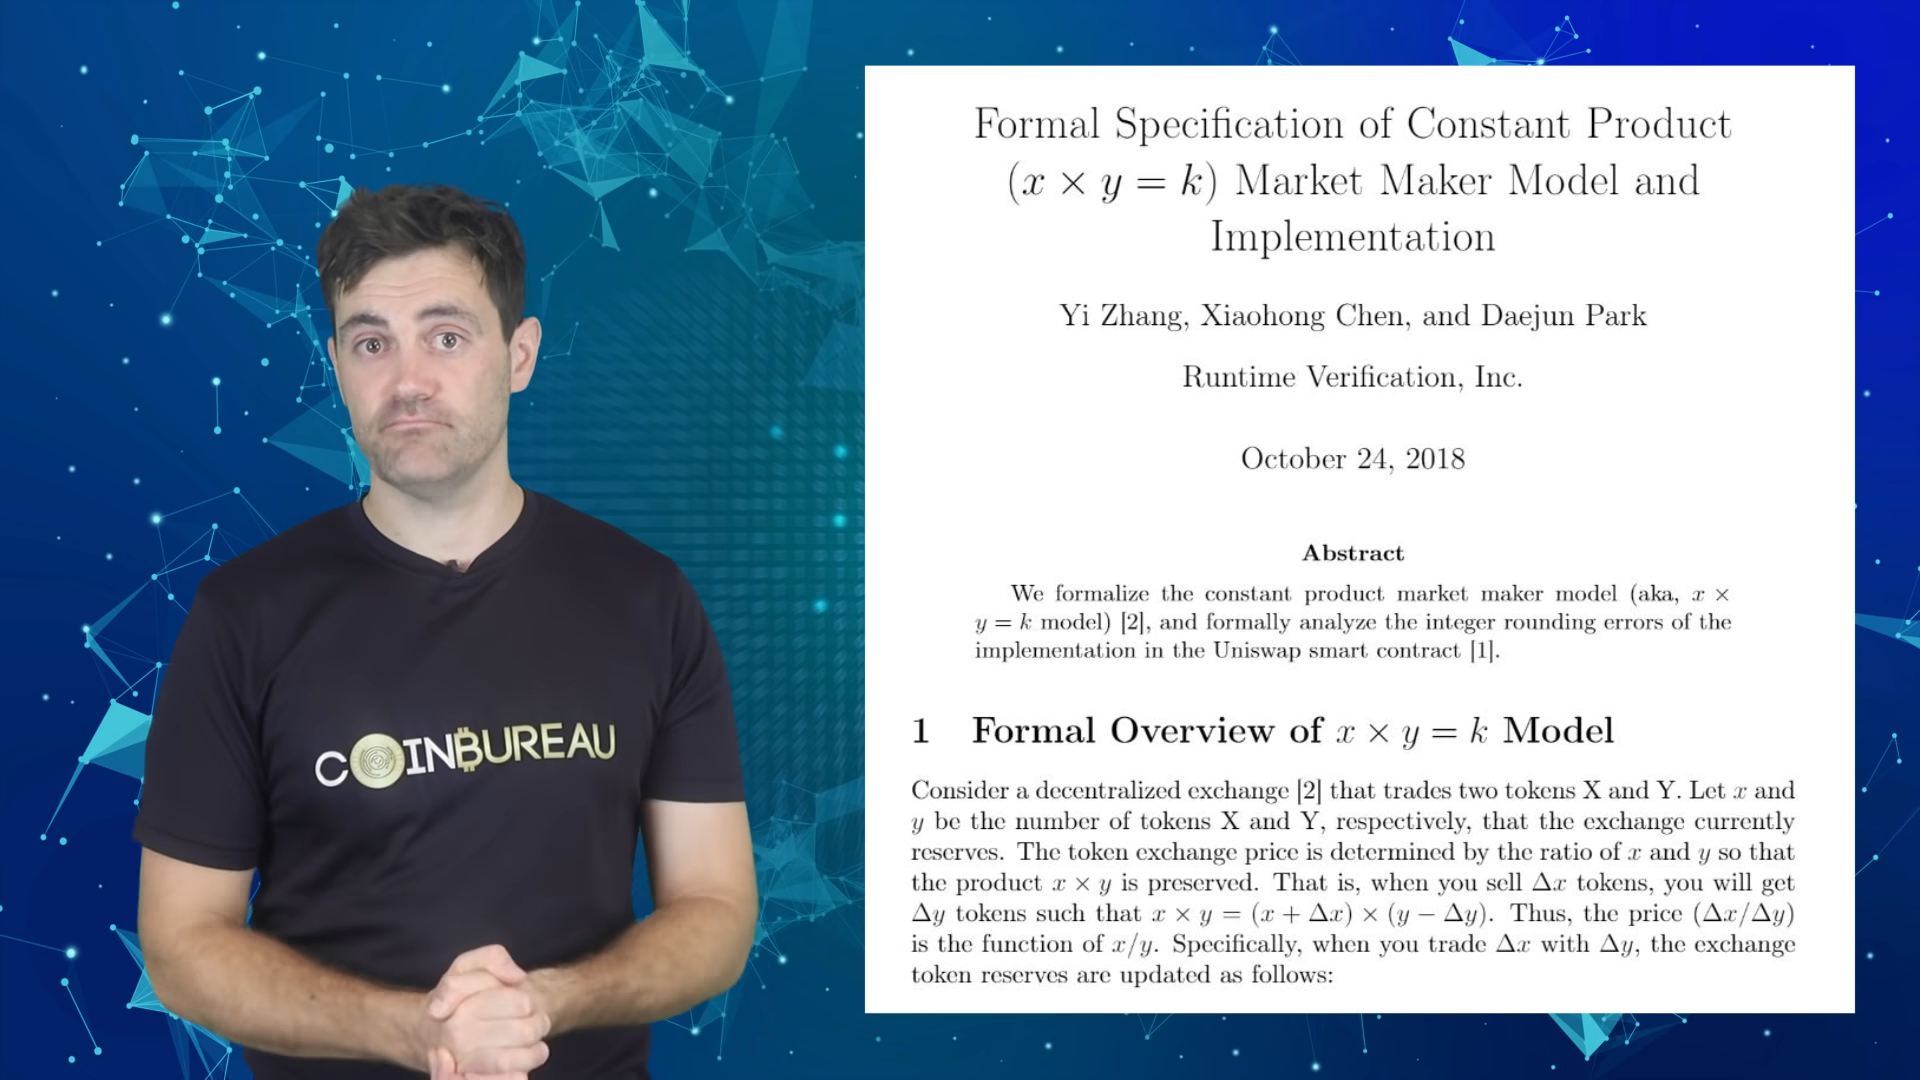 COINBUREAU
Formal Specification of Constant Product
(x × y = k) Market Maker Model and
Implementation
Yi Zhang, Xiaohong Chen, and Daejun Park
Runtime Verification, Inc.
October 24, 2018
Abstract
We formalize the constant product market maker model (aka, x ×
y = k model) [2], and formally analyze the integer rounding errors of the
implementation in the Uniswap smart contract [1].
1 Formal Overview of x × y = k Model
Consider a decentralized exchange [2] that trades two tokens X and Y. Let x and
y be the number of tokens X and Y, respectively, that the exchange currently
reserves. The token exchange price is determined by the ratio of x and y so that
the product x × y is preserved. That is, when you sell Δx tokens, you will get
Δy tokens such that x × y = (x + Δx) × (y − Δy). Thus, the price (Δx/Δy)
is the function of x/y. Specifically, when you trade Δx with Δy, the exchange
token reserves are updated as follows: